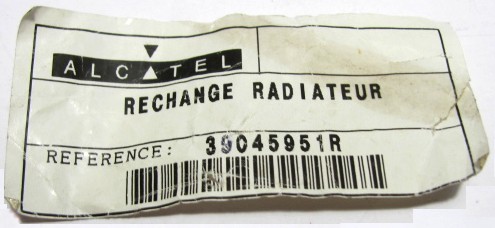 ALCATEL
RECHANGE RADIATEUR
REFERENCE: 39045951R